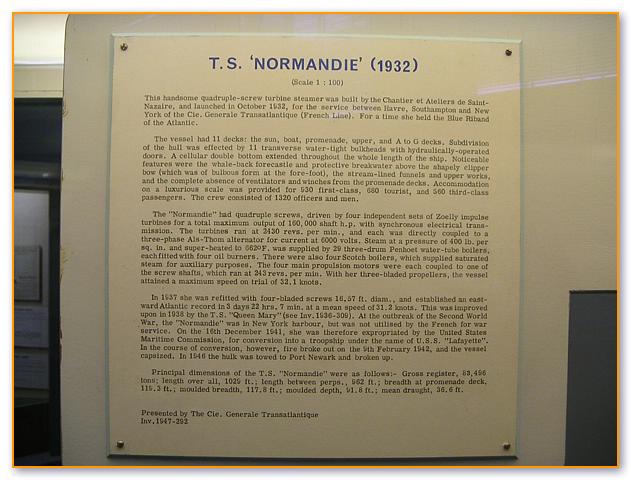 T.S. 'NORMANDIE' (1932)
(Scale 1 : 100)
This handsome quadruple-screw turbine steamer was built by the Chantier et Ateliers de Saint-
Nazaire, and launched in October 1932, for the service between Havre, Southampton and New
York of the Cie. Generale Transatlantique (French Line). For a time she held the Blue Riband
of the Atlantic.
The vessel had 11 decks: the sun, boat, promenade, upper, and A to G decks. Subdivision
of the hull was effected by 11 transverse water-tight bulkheads with hydraulically-operated
doors. A cellular double bottom extended throughout the whole length of the ship. Noticeable
features were the whale-back forecastle and protective breakwater above the shapely clipper
bow (which was of bulbous form at the fore-foot), the stream-lined funnels and upper works,
and the complete absence of ventilators and winches from the promenade decks. Accommodation
on a luxurious scale was provided for 930 first-class, 680 tourist, and 560 third-class
passengers. The crew consisted of 1320 officers and men.
The "Normandie" had quadruple screws, driven by four independent sets of Zoelly impulse
turbines for a total maximum output of 160,000 shaft h.p. with synchronous electrical trans-
mission. The turbines ran at 2430 revs. per min., and each was directly coupled to a
three-phase Als-Thom alternator for current at 6000 volts. Steam at a pressure of 400 lb. per
sq. in. and super-heated to 662°F. was supplied by 29 three-drum Penhoet water-tube boilers,
each fitted with four oil burners. There were also four Scotch boilers, which supplied saturated
steam for auxiliary purposes. The four main propulsion motors were each coupled to one of
the screw shafts, which ran at 243 revs. per min. With her three-bladed propellers, the vessel
attained a maximum speed on trial of 32.1 knots.
In 1937 she was refitted with four-bladed screws 16.57 ft. diam., and established an east-
ward Atlantic record in 3 days 22 hrs. 7 min. at a mean speed of 31.2 knots. This was improved
upon in 1938 by the T.S. "Queen Mary" (see Inv. 1936-309). At the outbreak of the Second World
War, the "Normandie" was in New York harbour, but was not utilised by the French for war
service. On the 16th December 1941, she was therefore expropriated by the United States
Maritime Commission, for conversion into a troopship under the name of U.S.S. "Lafayette".
In the course of conversion, however, fire broke out on the 9th February 1942, and the vessel
capsized. In 1946 the hulk was towed to Port Newark and broken up.
Principal dimensions of the T.S. "Normandie" were as follows:- Gross register, 83,496
tons; length over all, 1029 ft.; length between perps., 962 ft.; breadth at promenade deck,
119.3 ft.; moulded breadth, 117.8 ft.; moulded depth, 91.8 ft.; mean draught, 36.6 ft.
Presented by The Cie. Generale Transatlantique
Inv. 1947-292